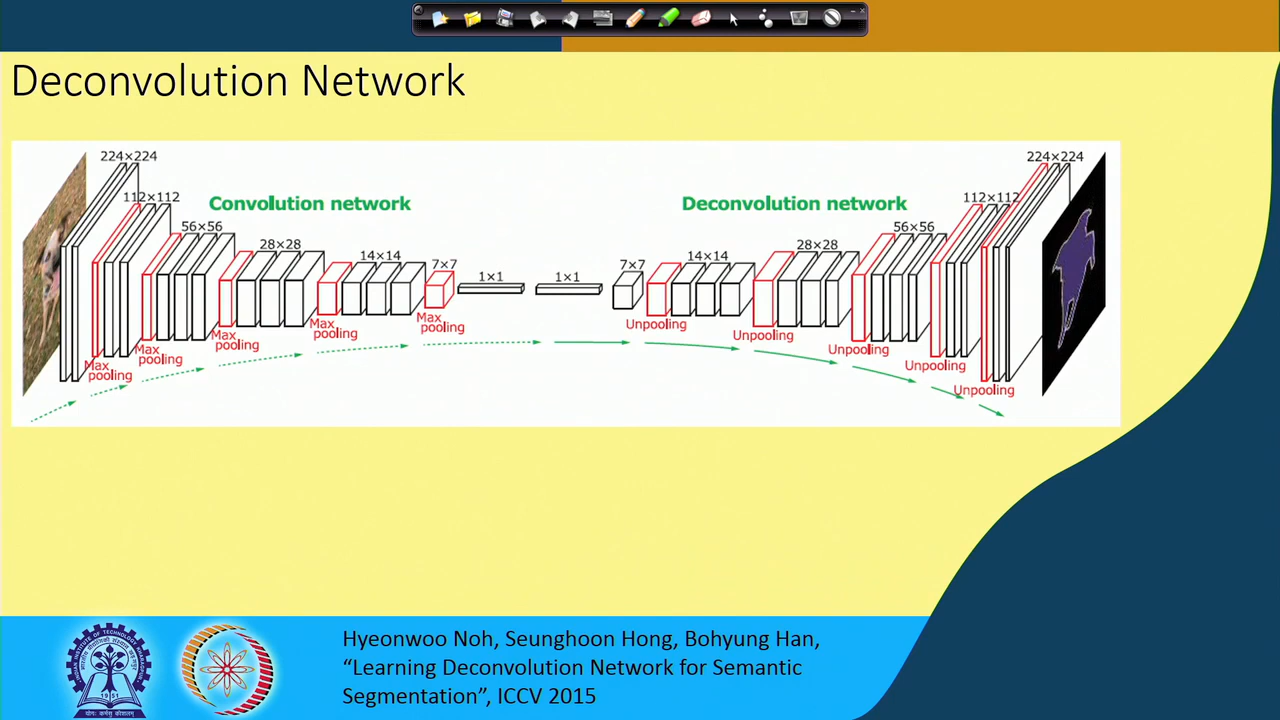 Deconvolution Network
224×224
112×112
56×56
28×28
14×14
7×7
1×1
1×1
7×7
14×14
28×28
56×56
112×112
224×224
Convolution network
Deconvolution network
Max
pooling
Max
pooling
Max
pooling
Max
pooling
Max
pooling
Unpooling
Unpooling
Unpooling
Unpooling
Unpooling
Hyeonwoo Noh, Seunghoon Hong, Bohyung Han,
“Learning Deconvolution Network for Semantic
Segmentation”, ICCV 2015
1951